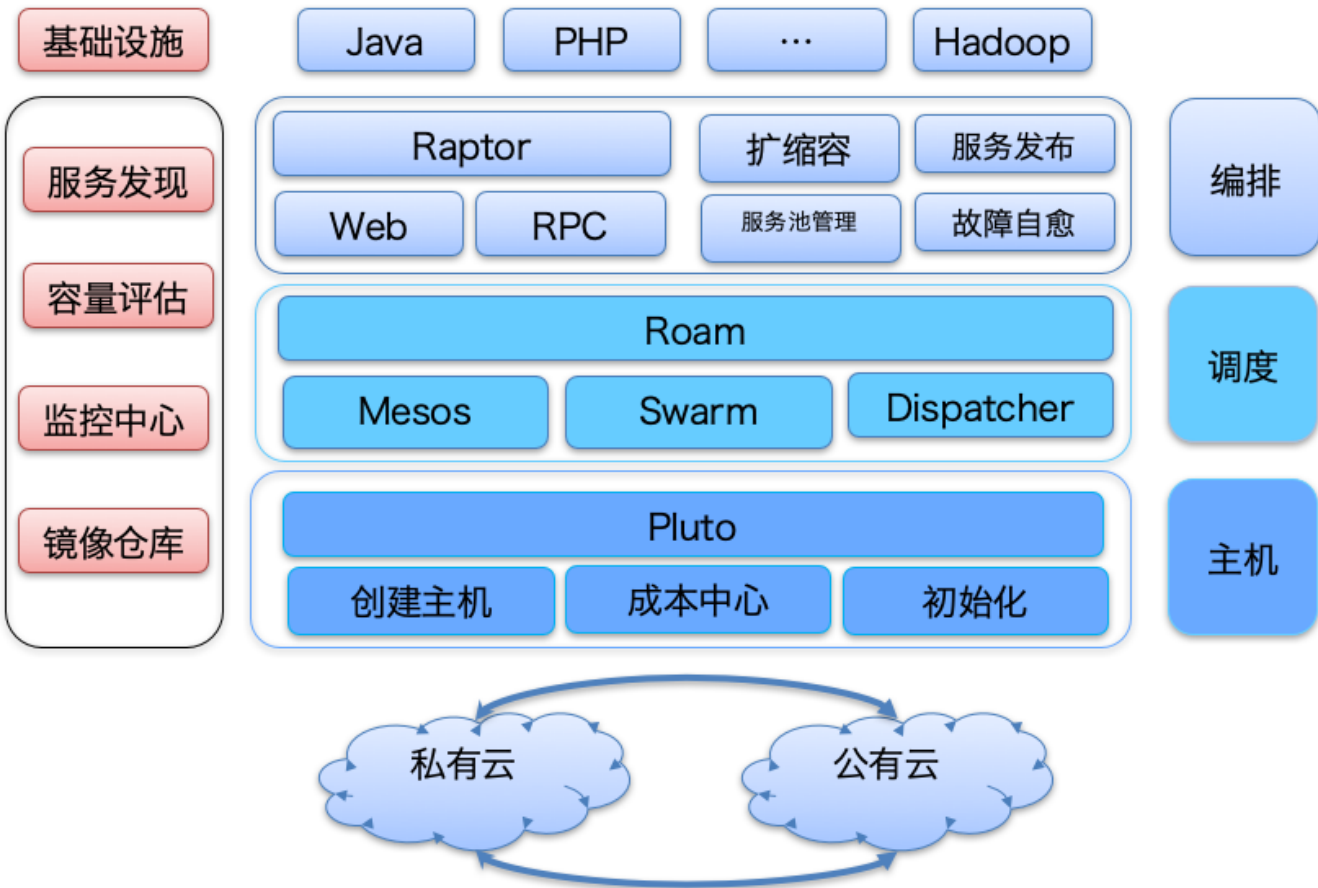 基础设施
Java
PHP
…
Hadoop
服务发现
容量评估
监控中心
镜像仓库
Raptor
扩缩容
服务发布
Web
RPC
服务池管理
故障自愈
编排
Roam
Mesos
Swarm
Dispatcher
调度
Pluto
创建主机
成本中心
初始化
主机
私有云
公有云